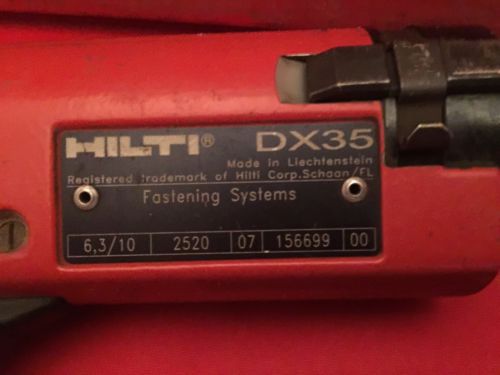 HILTI® DX35
Made in Liechtenstein
Registered trademark of Hilti Corp.Schaan/FL
Fastening Systems
6,3/10 2520 07 156699 00